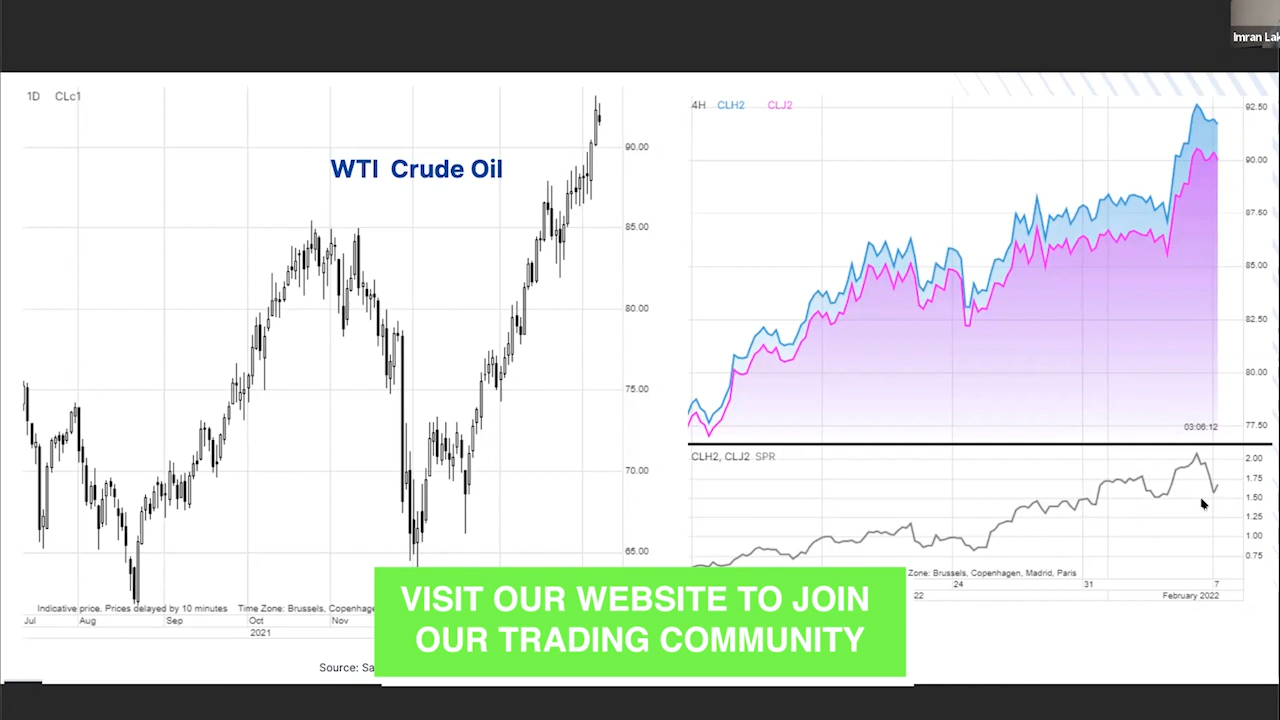 Imran Lak
1D CLc1
WTI Crude Oil
90.00
85.00
80.00
75.00
70.00
65.00
Indicative price. Prices delayed by 10 minutes Time Zone: Brussels, Copenhage
Jul Aug Sep Oct Nov
2021
Source: Sa
4H CLH2 CLJ2
92.50
90.00
87.50
85.00
82.50
80.00
77.50
03:06:12
CLH2, CLJ2 SPR
2.00
1.75
1.50
1.25
1.00
0.75
Zone: Brussels, Copenhagen, Madrid, Paris
24 31 7
22 February 2022
VISIT OUR WEBSITE TO JOIN
OUR TRADING COMMUNITY